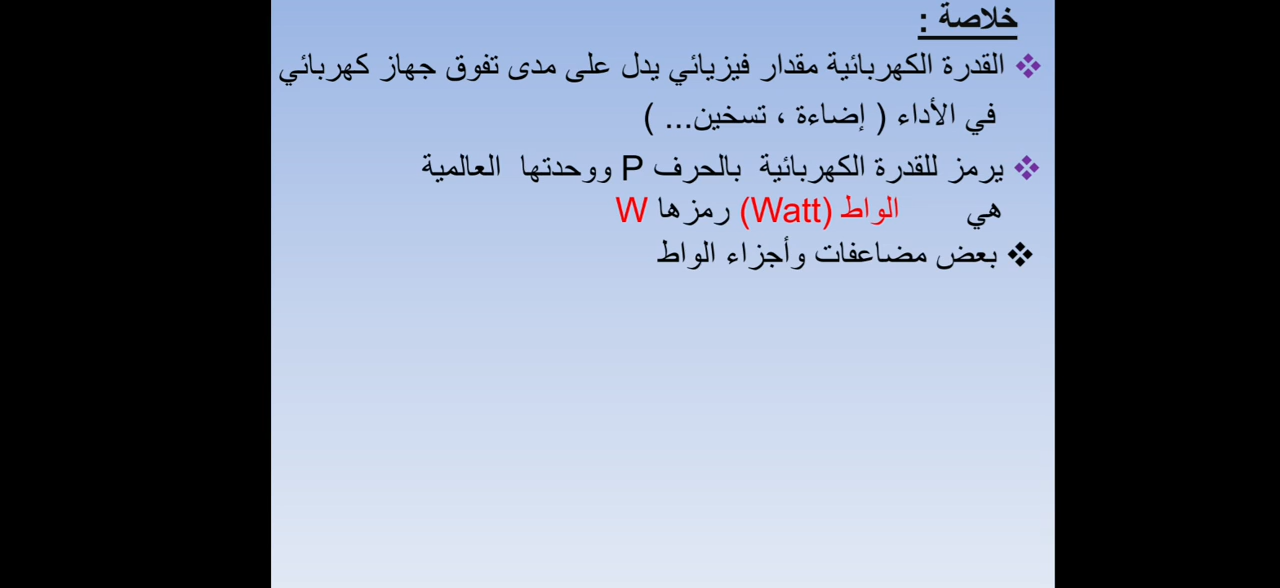 خلاصة :
❖ القدرة الكهربائية مقدار فيزيائي يدل على مدى تفوق جهاز كهربائي
في الأداء ( إضاءة ، تسخين... )
❖ يرمز للقدرة الكهربائية بالحرف P ووحدتها العالمية
هي الواط (Watt) رمزها W
❖ بعض مضاعفات وأجزاء الواط